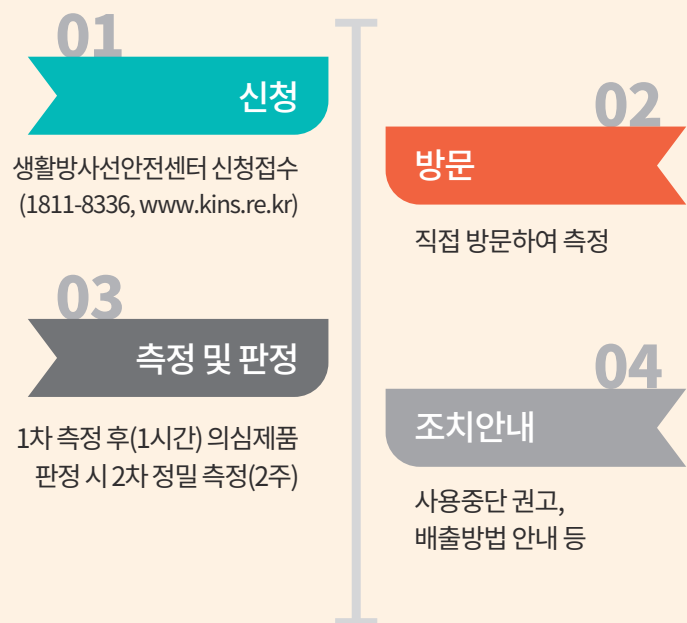 01
신청
생활방사선안전센터 신청접수
(1811-8336, www.kins.re.kr)
02
방문
직접 방문하여 측정
03
측정 및 판정
1차 측정 후(1시간) 의심제품
판정 시 2차 정밀 측정(2주)
04
조치안내
사용중단 권고,
배출방법 안내 등